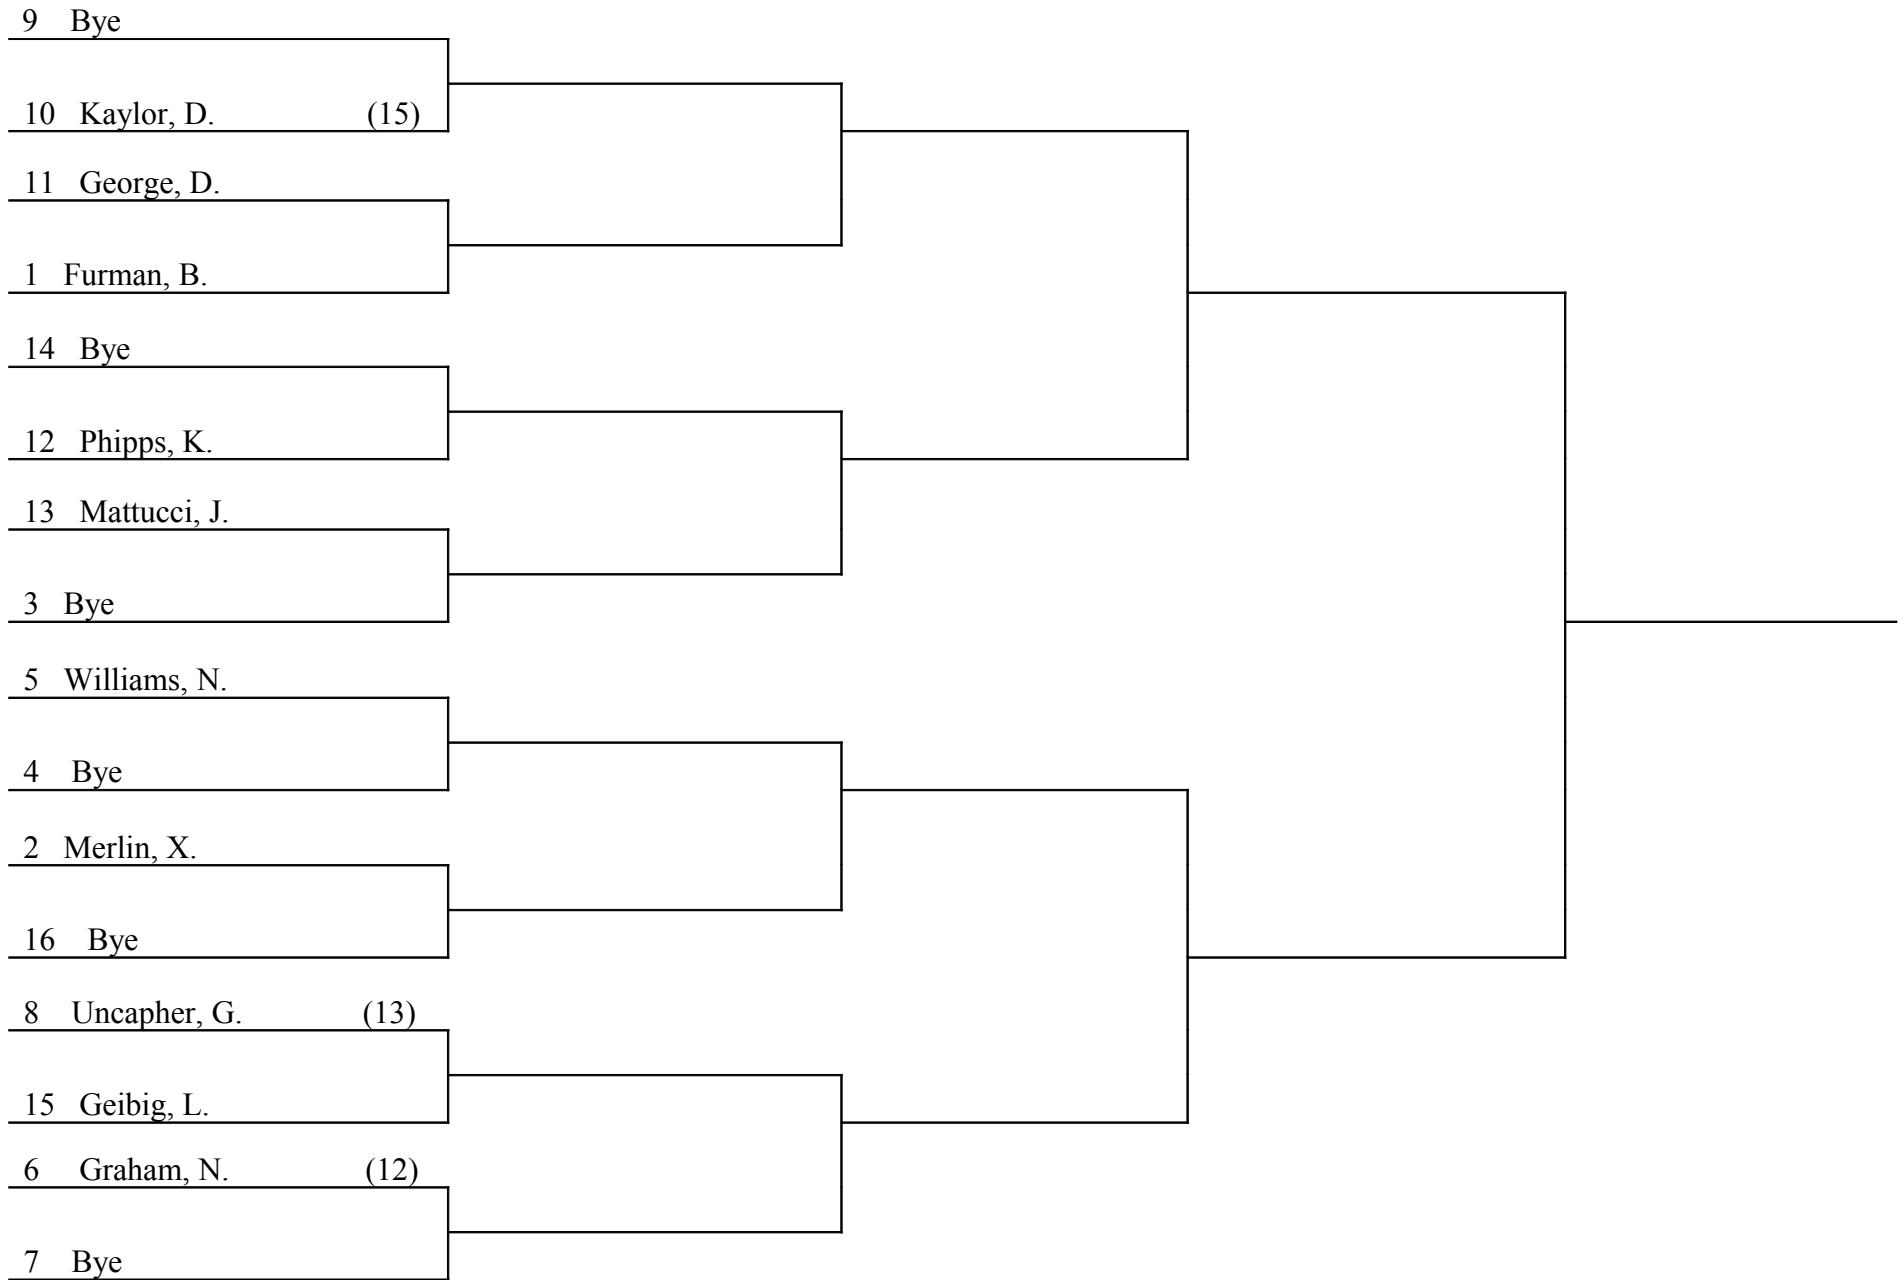 9 Bye
10 Kaylor, D. (15)
11 George, D.
1 Furman, B.
14 Bye
12 Phipps, K.
13 Mattucci, J.
3 Bye
5 Williams, N.
4 Bye
2 Merlin, X.
16 Bye
8 Uncapher, G. (13)
15 Geibig, L.
6 Graham, N. (12)
7 Bye